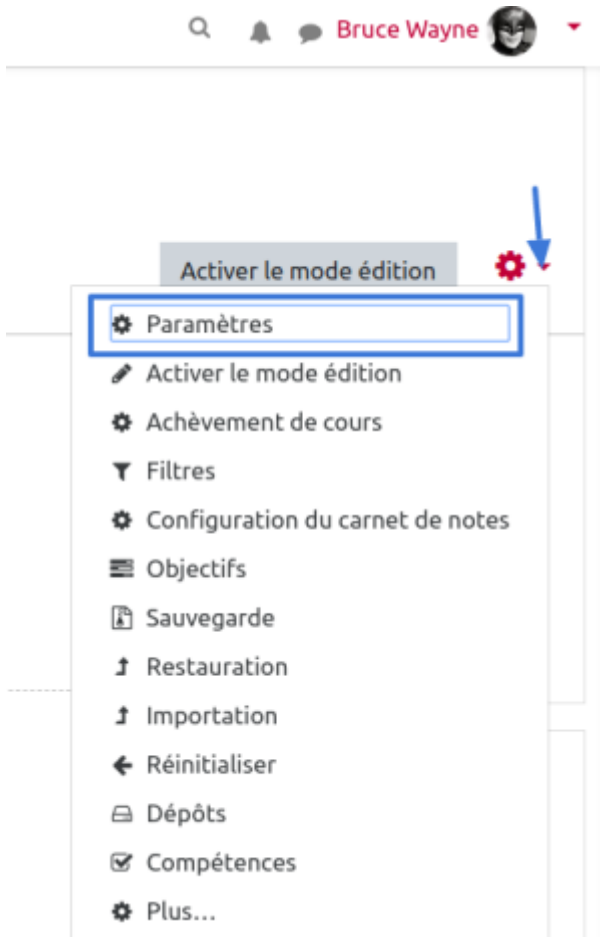 Bruce Wayne
Activer le mode édition
Paramètres
Activer le mode édition
Achèvement de cours
Filtres
Configuration du carnet de notes
Objectifs
Sauvegarde
Restauration
Importation
Réinitialiser
Dépôts
Compétences
Plus...